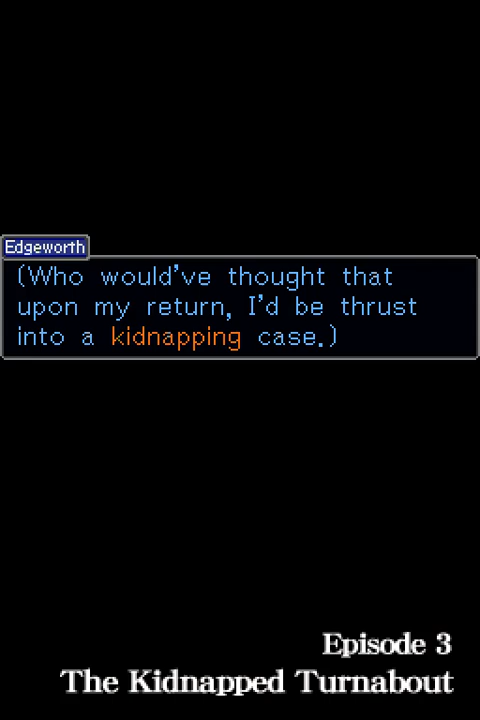 Edgeworth
(Who would've thought that
upon my return, I'd be thrust
into a kidnapping case.)
Episode 3
The Kidnapped Turnabout